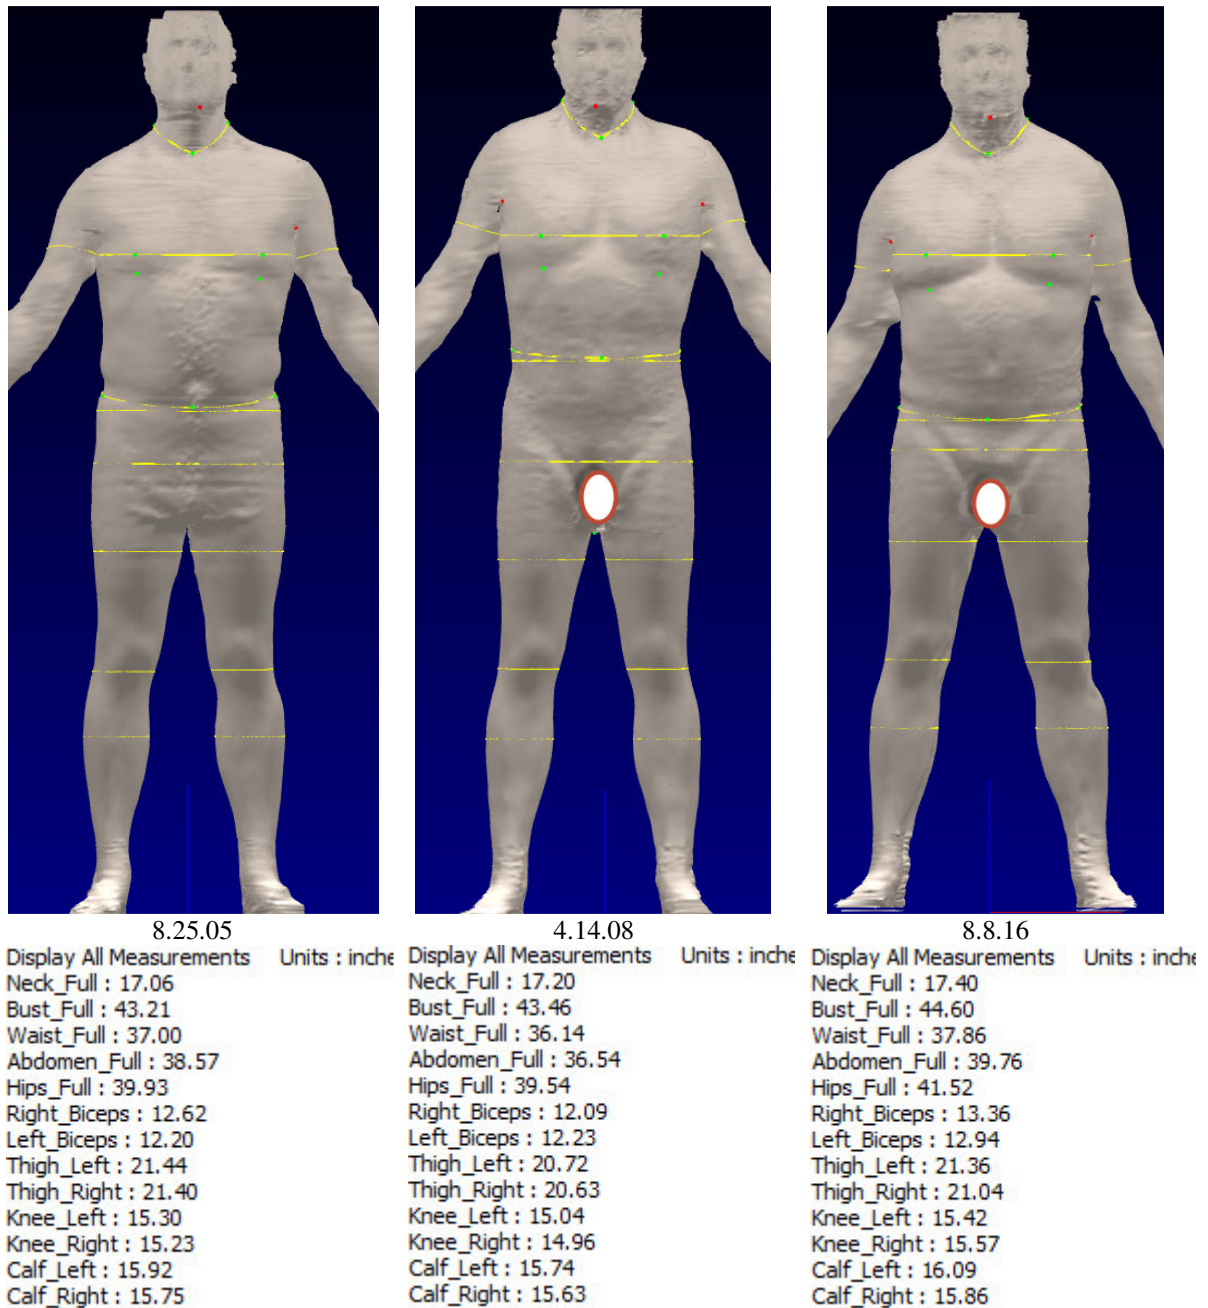 8.25.05
Display All Measurements Units : inche
Neck_Full : 17.06
Bust_Full : 43.21
Waist_Full : 37.00
Abdomen_Full : 38.57
Hips_Full : 39.93
Right_Biceps : 12.62
Left_Biceps : 12.20
Thigh_Left : 21.44
Thigh_Right : 21.40
Knee_Left : 15.30
Knee_Right : 15.23
Calf_Left : 15.92
Calf_Right : 15.75
4.14.08
Display All Measurements Units : inche
Neck_Full : 17.20
Bust_Full : 43.46
Waist_Full : 36.14
Abdomen_Full : 36.54
Hips_Full : 39.54
Right_Biceps : 12.09
Left_Biceps : 12.23
Thigh_Left : 20.72
Thigh_Right : 20.63
Knee_Left : 15.04
Knee_Right : 14.96
Calf_Left : 15.74
Calf_Right : 15.63
8.8.16
Display All Measurements Units : inche
Neck_Full : 17.40
Bust_Full : 44.60
Waist_Full : 37.86
Abdomen_Full : 39.76
Hips_Full : 41.52
Right_Biceps : 13.36
Left_Biceps : 12.94
Thigh_Left : 21.36
Thigh_Right : 21.04
Knee_Left : 15.42
Knee_Right : 15.57
Calf_Left : 16.09
Calf_Right : 15.86